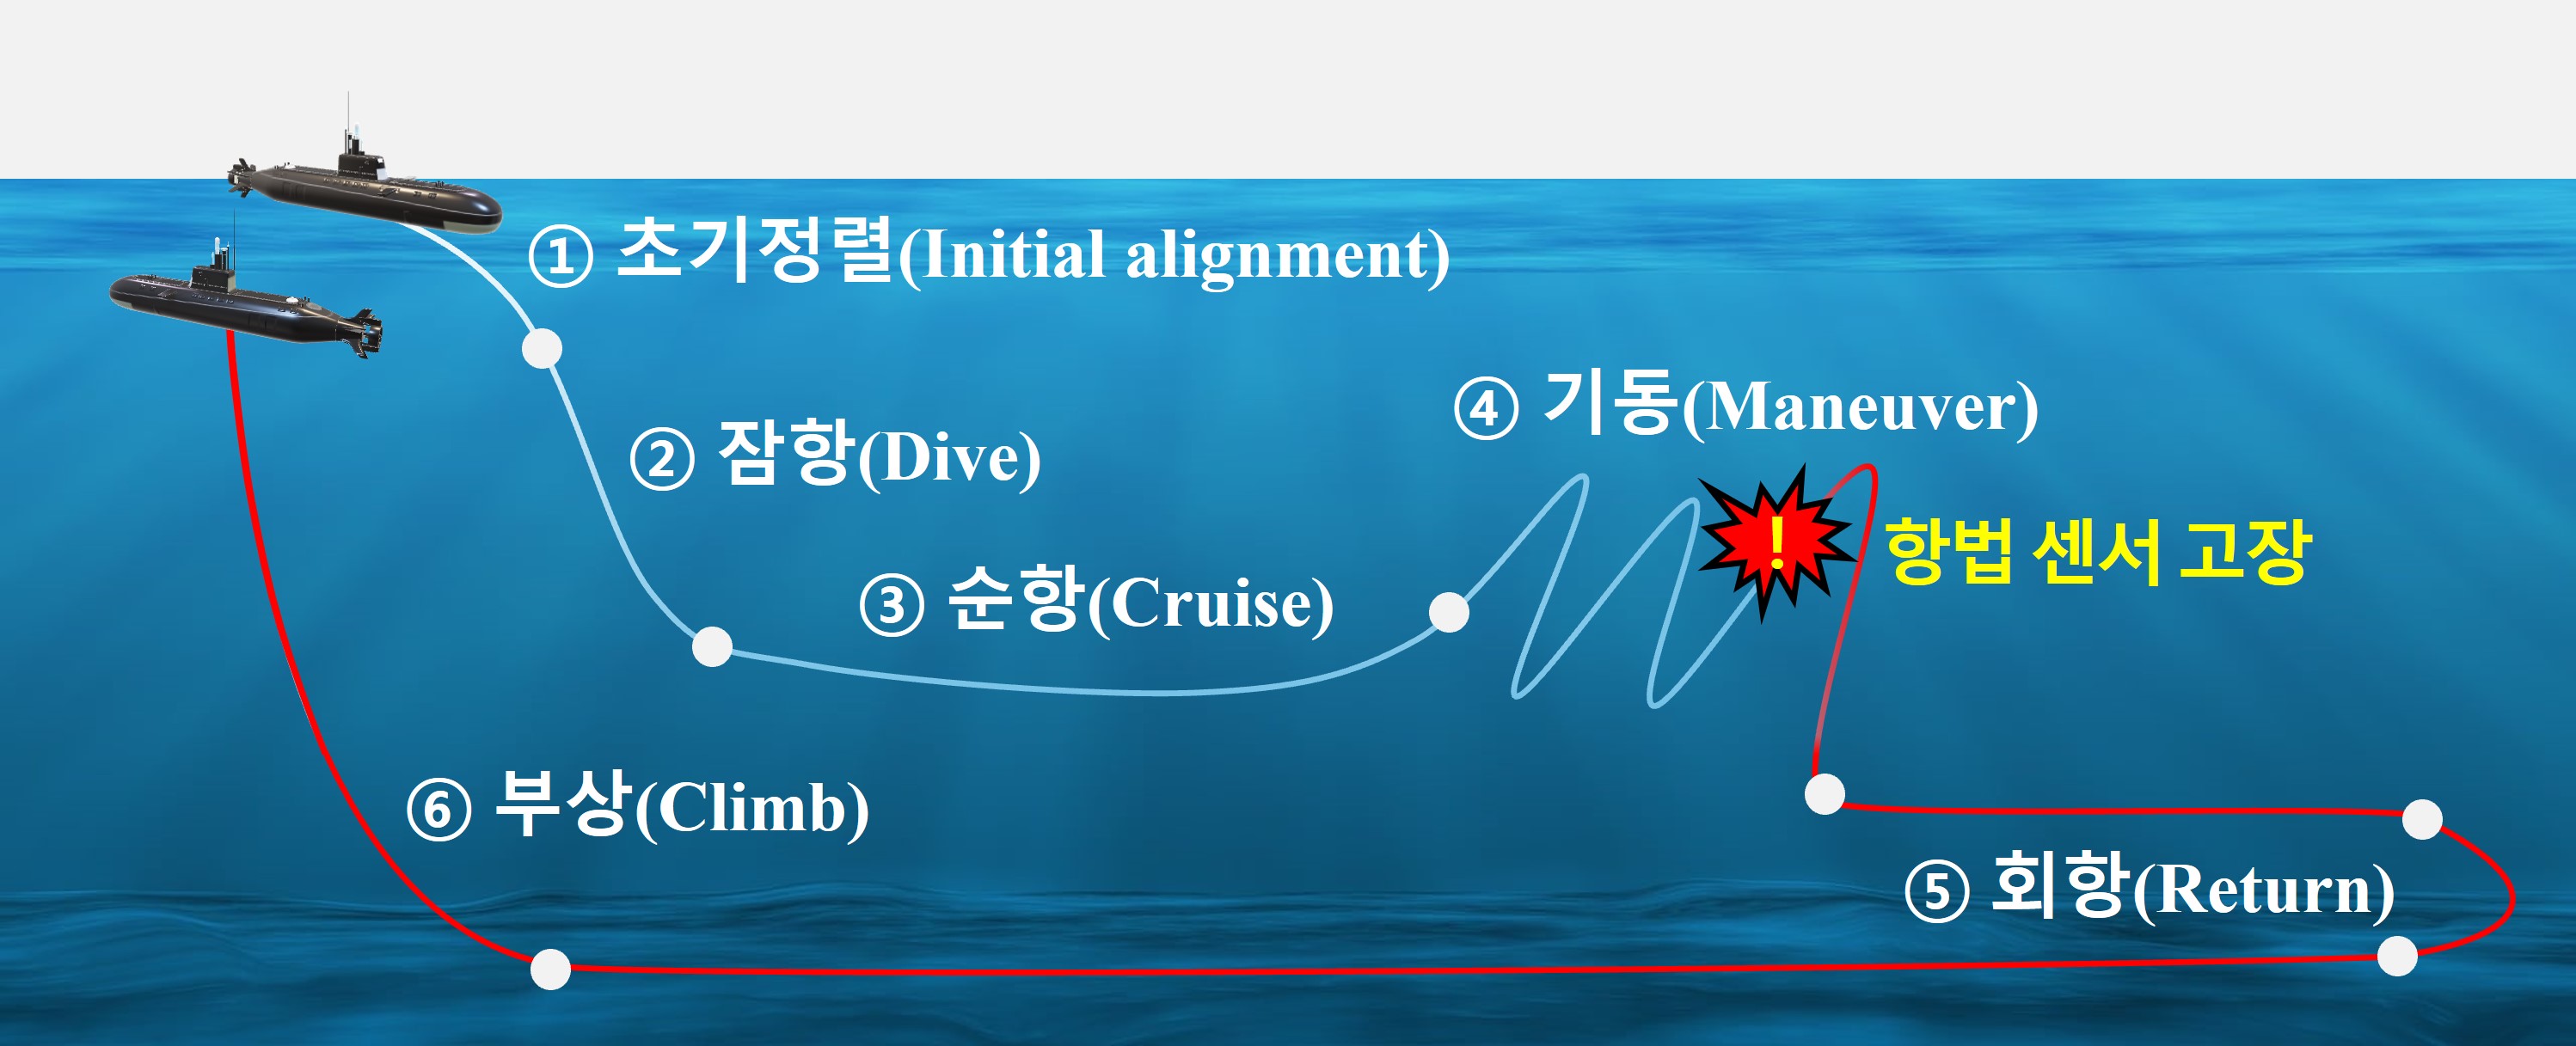 ① 초기정렬(Initial alignment)
② 잠항(Dive)
③ 순항(Cruise)
④ 기동(Maneuver)
!
항법 센서 고장
⑤ 회항(Return)
⑥ 부상(Climb)